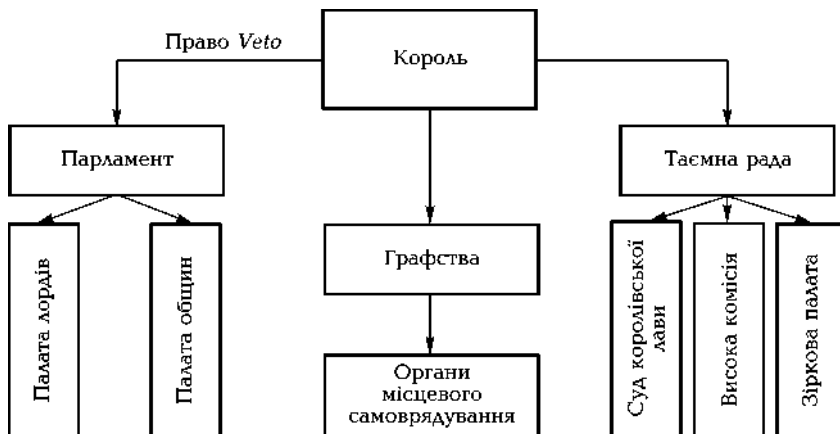 Право Veto
Король
Парламент
Таємна рада
Палата лордів
Палата общин
Графства
Органи
місцевого
самоврядування
Суд королівської
лави
Висока комісія
Зіркова палата